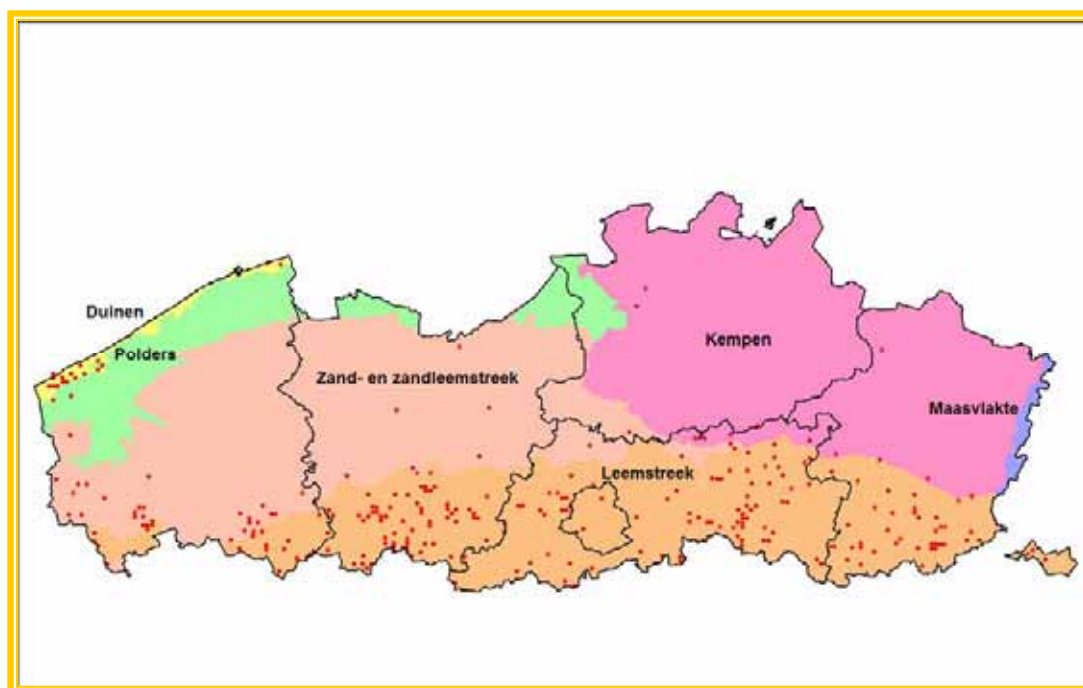 Duinen
Polders
Zand- en zandleemstreek
Kempen
Maasvlakte
Leemstreek